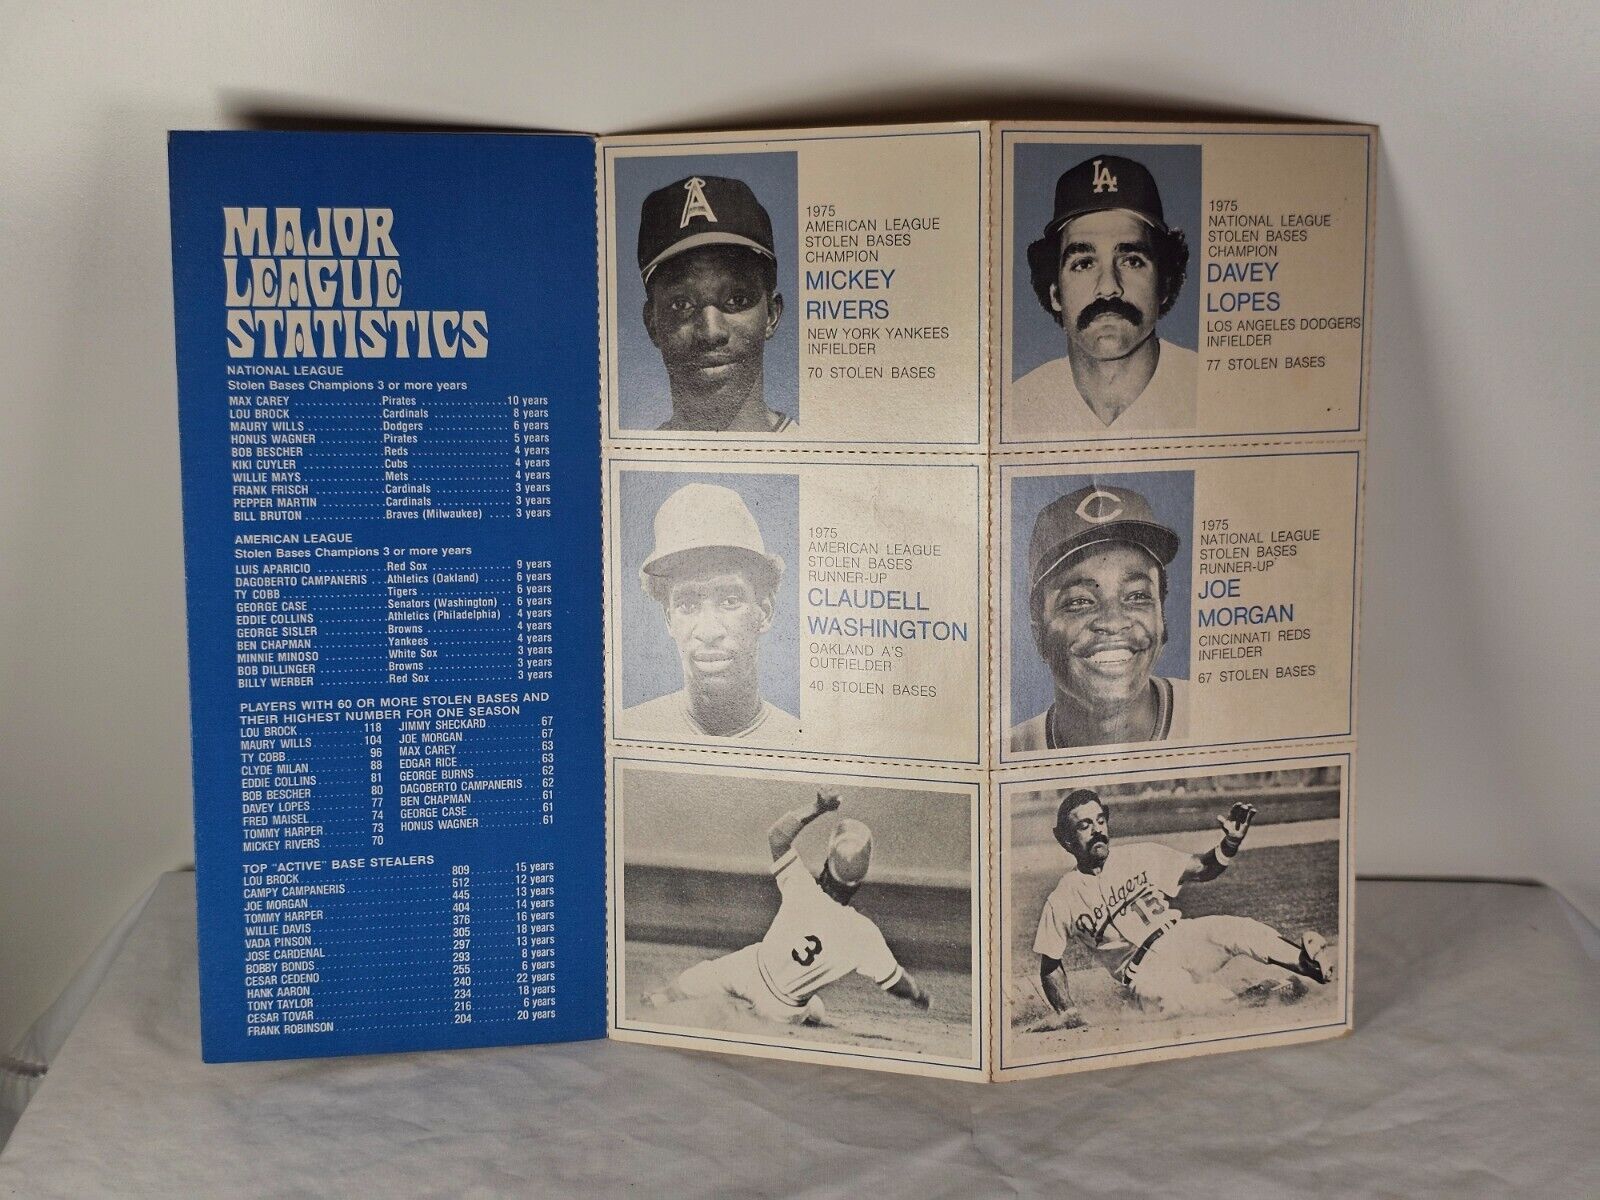 MAJOR
LEAGUE
STATISTICS
NATIONAL LEAGUE
Stolen Bases Champions 3 or more years
MAX CAREY ............ Pirates ............ 10 years
LOU BROCK ............ Cardinals ............ 8 years
MAURY WILLS ............ Dodgers ............ 6 years
HONUS WAGNER ............ Pirates ............ 5 years
BOB BESCHER ............ Reds ............ 4 years
KIKI CUYLER ............ Cubs ............ 4 years
WILLIE MAYS ............ Mets ............ 4 years
FRANK FRISCH ............ Cardinals ............ 3 years
PEPPER MARTIN ............ Cardinals ............ 3 years
BILL BRUTON ............ Braves (Milwaukee) .... 3 years
AMERICAN LEAGUE
Stolen Bases Champions 3 or more years
LUIS APARICIO ............ Red Sox ............ 9 years
DAGOBERTO CAMPANERIS ... Athletics (Oakland) ..... 6 years
TY COBB ............ Tigers ............ 6 years
GEORGE CASE ............ Senators (Washington) .. 6 years
EDDIE COLLINS ............ Athletics (Philadelphia) . 4 years
GEORGE SISLER ............ Browns ............ 4 years
BEN CHAPMAN ............ Yankees ............ 4 years
MINNIE MINOSO ............ White Sox ............ 3 years
BOB DILLINGER ............ Browns ............ 3 years
BILLY WERBER ............ Red Sox ............ 3 years
PLAYERS WITH 60 OR MORE STOLEN BASES AND
THEIR HIGHEST NUMBER FOR ONE SEASON
LOU BROCK ............ 118
MAURY WILLS ............ 104
TY COBB ............ 96
CLYDE MILAN ............ 88
EDDIE COLLINS ............ 81
BOB BESCHER ............ 80
DAVEY LOPES ............ 77
FRED MAISEL ............ 74
TOMMY HARPER ............ 73
MICKEY RIVERS ............ 70
JIMMY SHECKARD ............ 67
JOE MORGAN ............ 67
MAX CAREY ............ 63
EDGAR RICE ............ 63
GEORGE BURNS ............ 62
DAGOBERTO CAMPANERIS ... 62
BEN CHAPMAN ............ 61
GEORGE CASE ............ 61
HONUS WAGNER ............ 61
TOP "ACTIVE" BASE STEALERS
LOU BROCK ............ 809 ............ 15 years
CAMPY CAMPANERIS ............ 512 ............ 12 years
JOE MORGAN ............ 445 ............ 13 years
TOMMY HARPER ............ 404 ............ 14 years
WILLIE DAVIS ............ 376 ............ 16 years
VADA PINSON ............ 305 ............ 18 years
JOSE CARDENAL ............ 297 ............ 13 years
BOBBY BONDS ............ 293 ............ 8 years
CESAR CEDENO ............ 255 ............ 6 years
HANK AARON ............ 240 ............ 22 years
TONY TAYLOR ............ 234 ............ 18 years
CESAR TOVAR ............ 216 ............ 6 years
FRANK ROBINSON ............ 204 ............ 20 years
A
1975
AMERICAN LEAGUE
STOLEN BASES
CHAMPION
MICKEY
RIVERS
NEW YORK YANKEES
INFIELDER
70 STOLEN BASES
LA
1975
NATIONAL LEAGUE
STOLEN BASES
CHAMPION
DAVEY
LOPES
LOS ANGELES DODGERS
INFIELDER
77 STOLEN BASES
1975
AMERICAN LEAGUE
STOLEN BASES
RUNNER-UP
CLAUDELL
WASHINGTON
OAKLAND A'S
OUTFIELDER
40 STOLEN BASES
C
1975
NATIONAL LEAGUE
STOLEN BASES
RUNNER-UP
JOE
MORGAN
CINCINNATI REDS
INFIELDER
67 STOLEN BASES
3
Dodgers
15